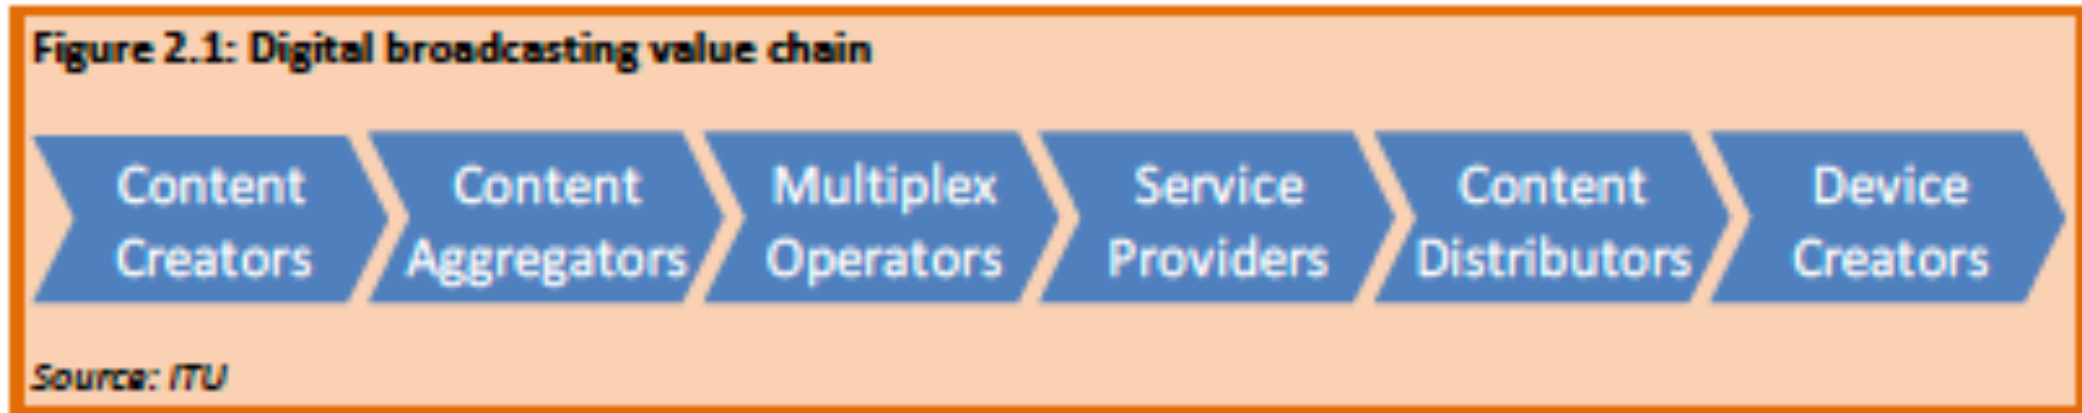 Figure 2.1: Digital broadcasting value chain
Content
Creators
Content
Aggregators
Multiplex
Operators
Service
Providers
Content
Distributors
Device
Creators
Source: ITU